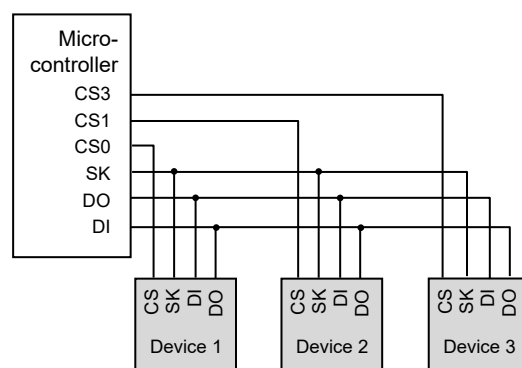 Micro-
controller
CS3
CS1
CS0
SK
DO
DI
CS SK DI DO
Device 1
CS SK DI DO
Device 2
CS SK DI DO
Device 3